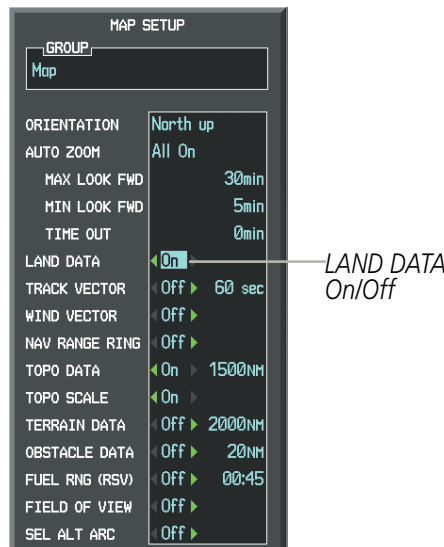 MAP SETUP
GROUP
Map
ORIENTATION North up
AUTO ZOOM All On
MAX LOOK FWD 30min
MIN LOOK FWD 5min
TIME OUT 0min
LAND DATA On LAND DATA On/Off
TRACK VECTOR Off 60 sec
WIND VECTOR Off
NAV RANGE RING Off
TOPO DATA On 1500NM
TOPO SCALE On
TERRAIN DATA Off 2000NM
OBSTACLE DATA Off 20NM
FUEL RNG (RSV) Off 00:45
FIELD OF VIEW Off
SEL ALT ARC Off